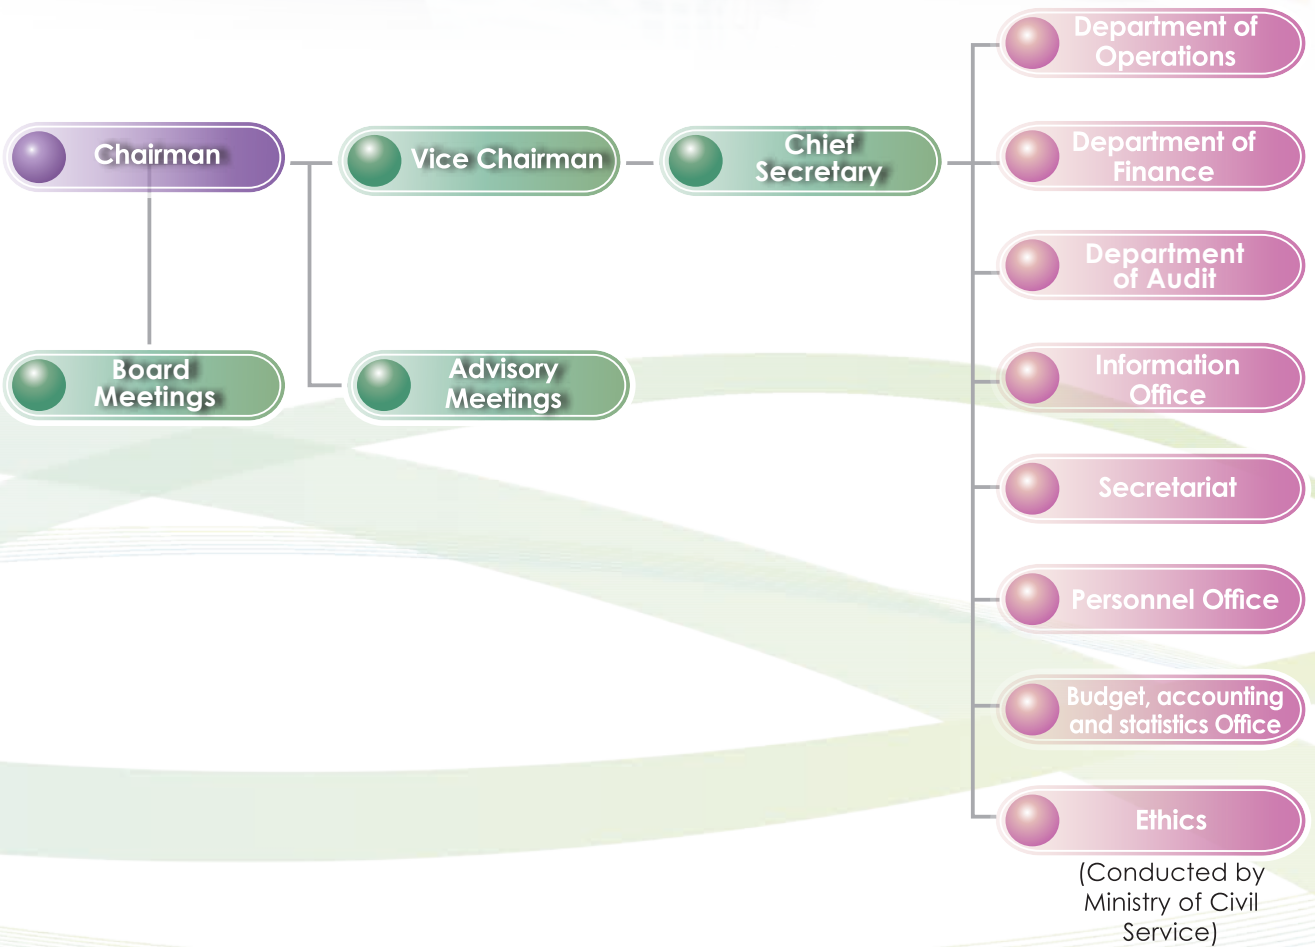 Chairman
Vice Chairman
Chief
Secretary
Board
Meetings
Advisory
Meetings
Department of
Operations
Department of
Finance
Department
of Audit
Information
Office
Secretariat
Personnel Office
Budget, accounting
and statistics Office
Ethics
(Conducted by
Ministry of Civil
Service)